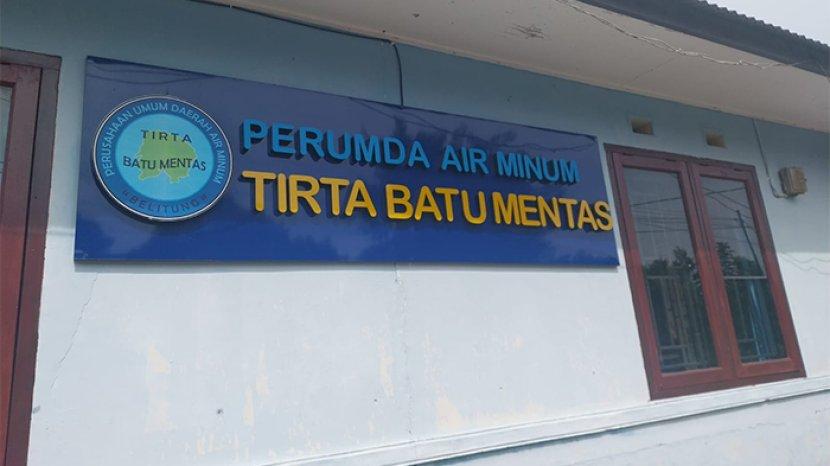 PERUSAHAAN UMUM DAERAH AIR MINUM
TIRTA
BATU MENTAS
"BELITUNG"
PERUMDA AIR MINUM
TIRTA BATU MENTAS